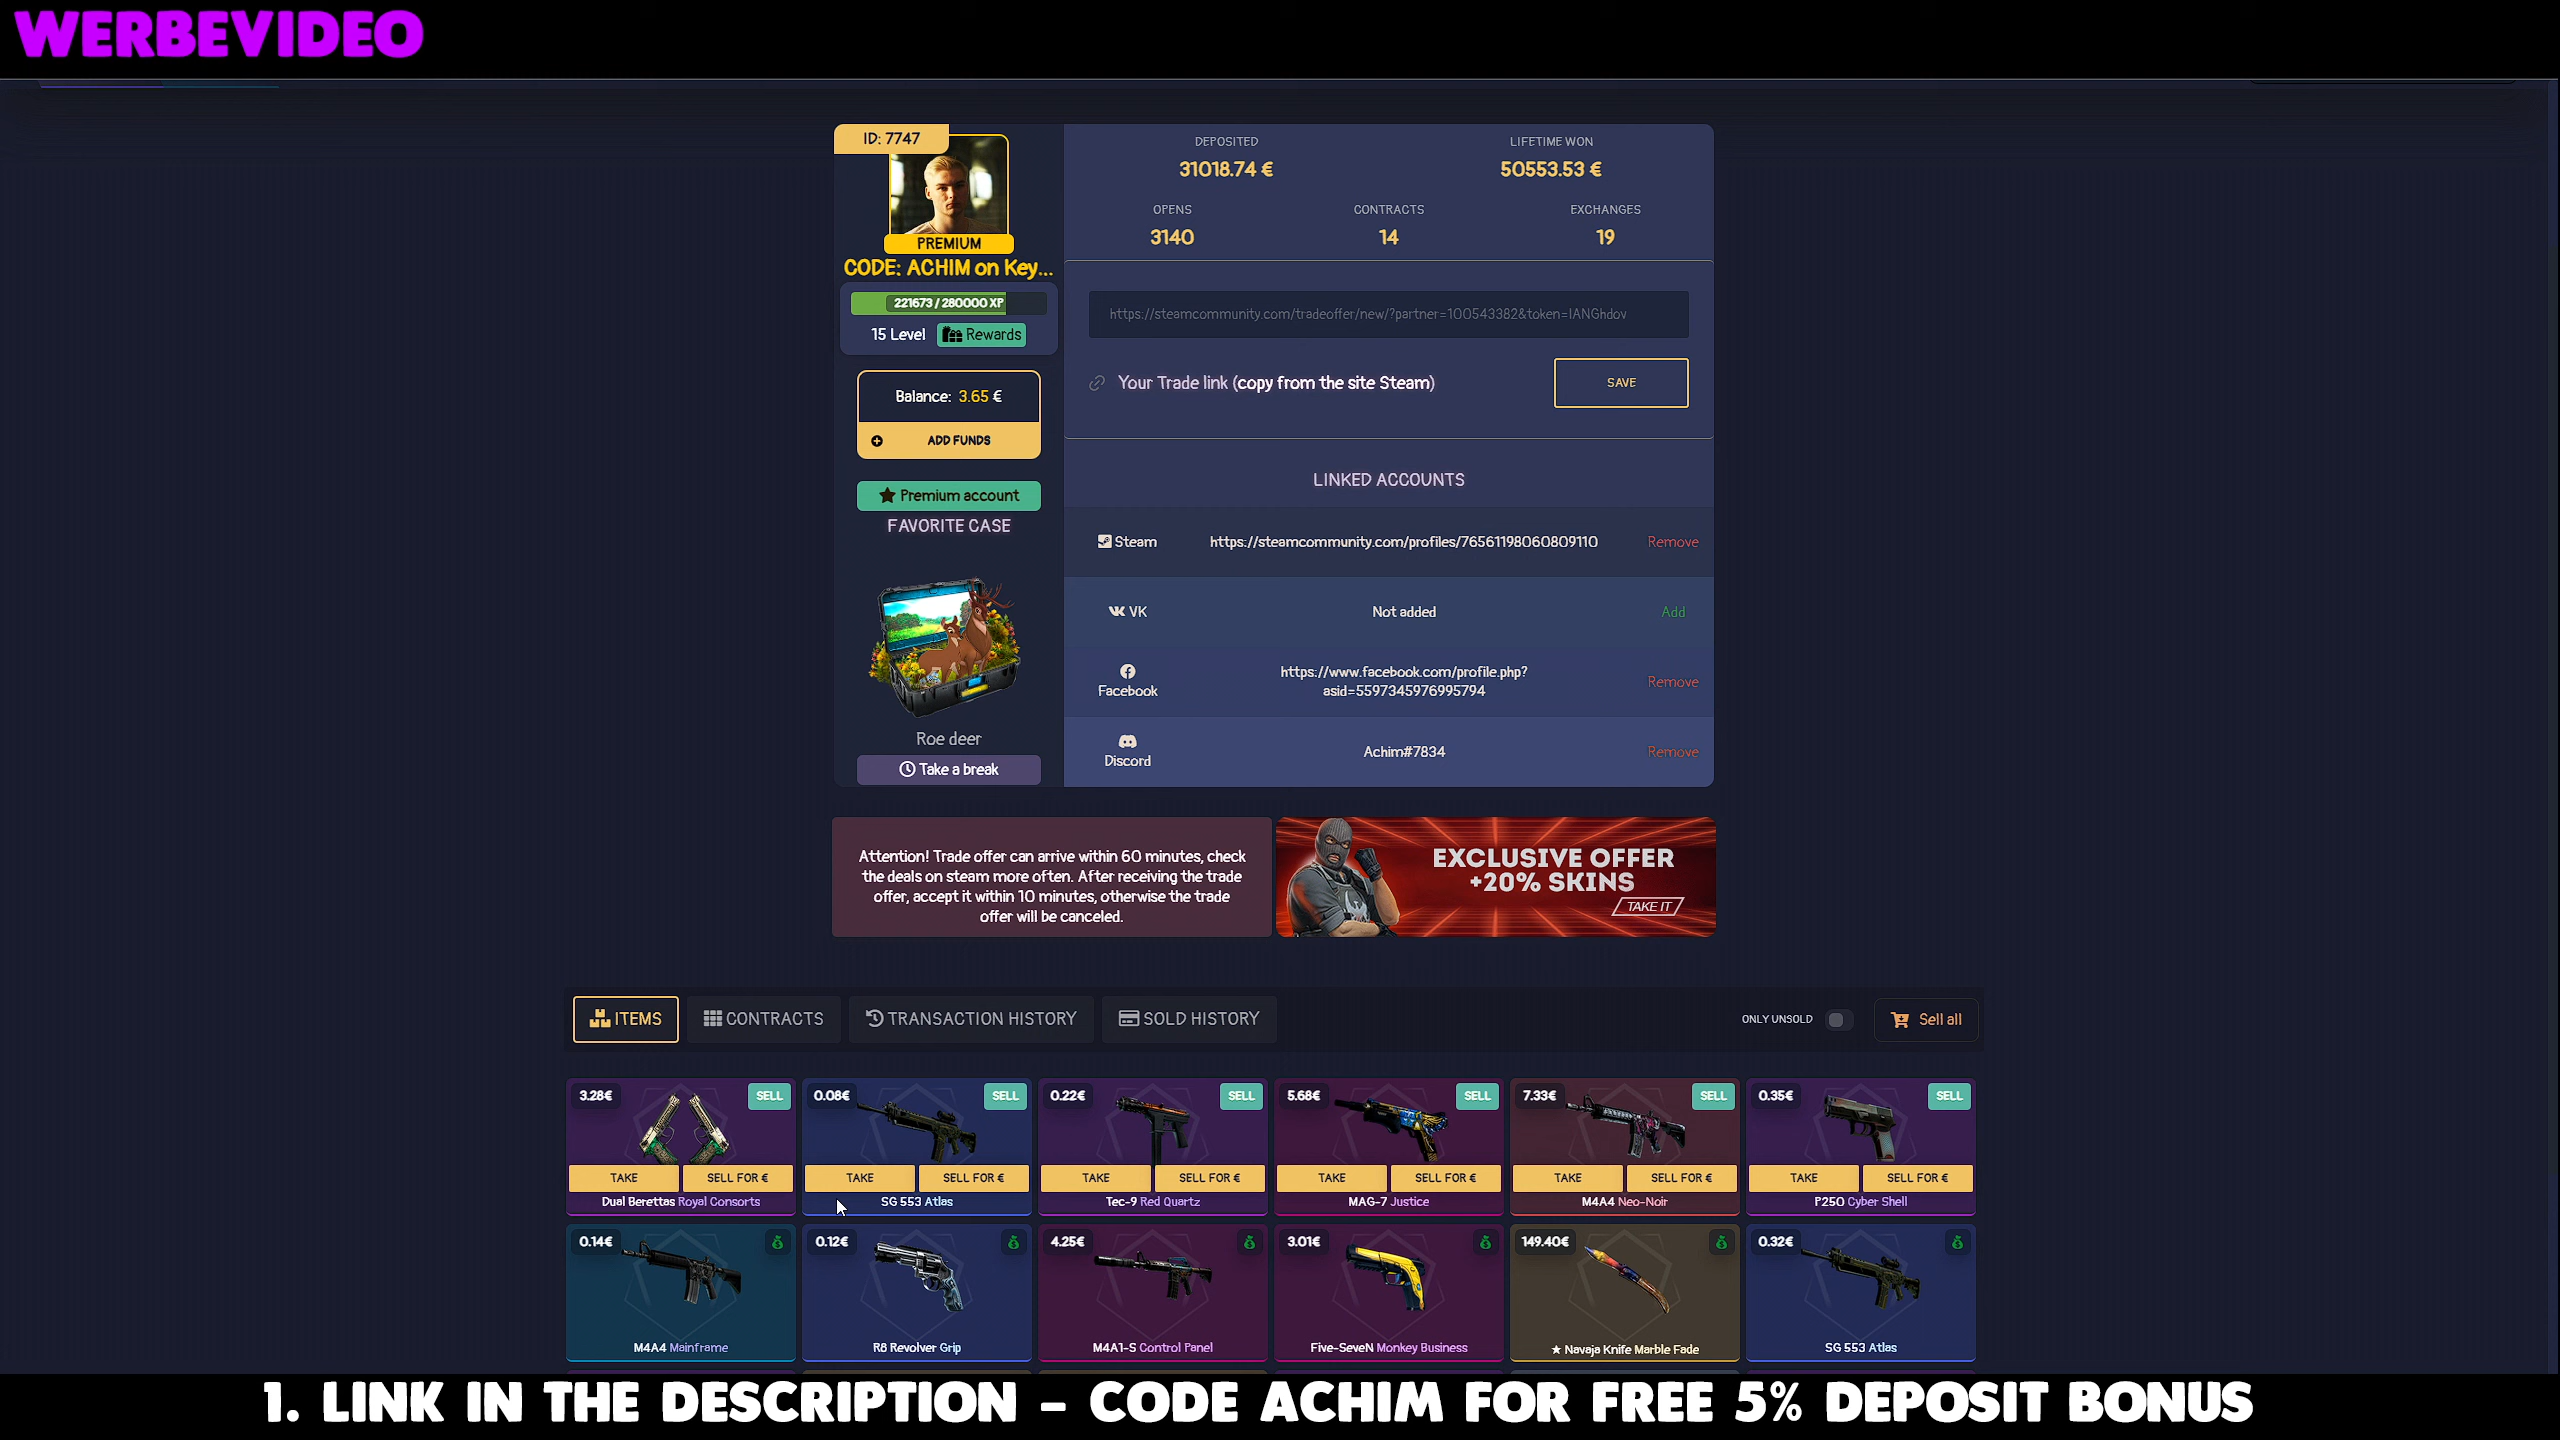 WERBEVIDEO
ID: 7747
PREMIUM
CODE: ACHIM on Key...
221673 / 280000 XP
15 Level
Rewards
Balance: 3.65 €
ADD FUNDS
Premium account
FAVORITE CASE
Roe deer
Take a break
DEPOSITED
31018.74 €
LIFETIME WON
50553.53 €
OPENS
3140
CONTRACTS
14
EXCHANGES
19
https://steamcommunity.com/tradeoffer/new/?partner=100543382&token=IANGhdov
Your Trade link (copy from the site Steam)
SAVE
LINKED ACCOUNTS
Steam
https://steamcommunity.com/profiles/76561198060809110
Remove
VK
Not added
Add
Facebook
https://www.facebook.com/profile.php?
asid=5597345976995794
Remove
Discord
Achim#7834
Remove
Attention! Trade offer can arrive within 60 minutes, check
the deals on steam more often. After receiving the trade
offer, accept it within 10 minutes, otherwise the trade
offer will be canceled.
EXCLUSIVE OFFER
+20% SKINS
TAKE IT
ITEMS
CONTRACTS
TRANSACTION HISTORY
SOLD HISTORY
ONLY UNSOLD
Sell all
3.28€
SELL
TAKE
SELL FOR €
Dual Berettas Royal Consorts
0.08€
SELL
TAKE
SELL FOR €
SG 553 Atlas
0.22€
SELL
TAKE
SELL FOR €
Tec-9 Red Quartz
5.68€
SELL
TAKE
SELL FOR €
MAG-7 Justice
7.33€
SELL
TAKE
SELL FOR €
M4A4 Neo-Noir
0.35€
SELL
TAKE
SELL FOR €
P250 Cyber Shell
0.14€
M4A4 Mainframe
0.12€
R8 Revolver Grip
4.25€
M4A1-S Control Panel
3.01€
Five-SeveN Monkey Business
149.40€
★ Navaja Knife Marble Fade
0.32€
SG 553 Atlas
1. LINK IN THE DESCRIPTION – CODE ACHIM FOR FREE 5% DEPOSIT BONUS